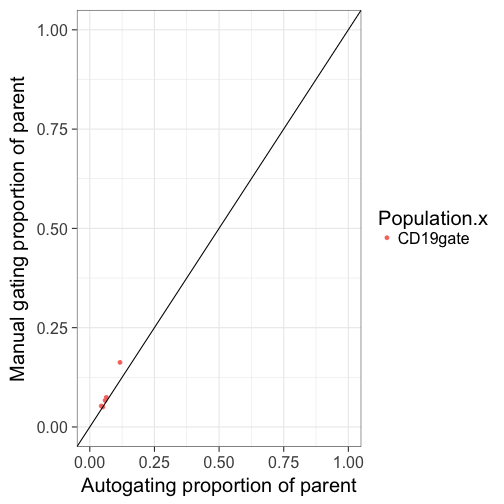 Manual gating proportion of parent
1.00
0.75
0.50
0.25
0.00
0.00 0.25 0.50 0.75 1.00
Autogating proportion of parent
Population.x
CD19gate